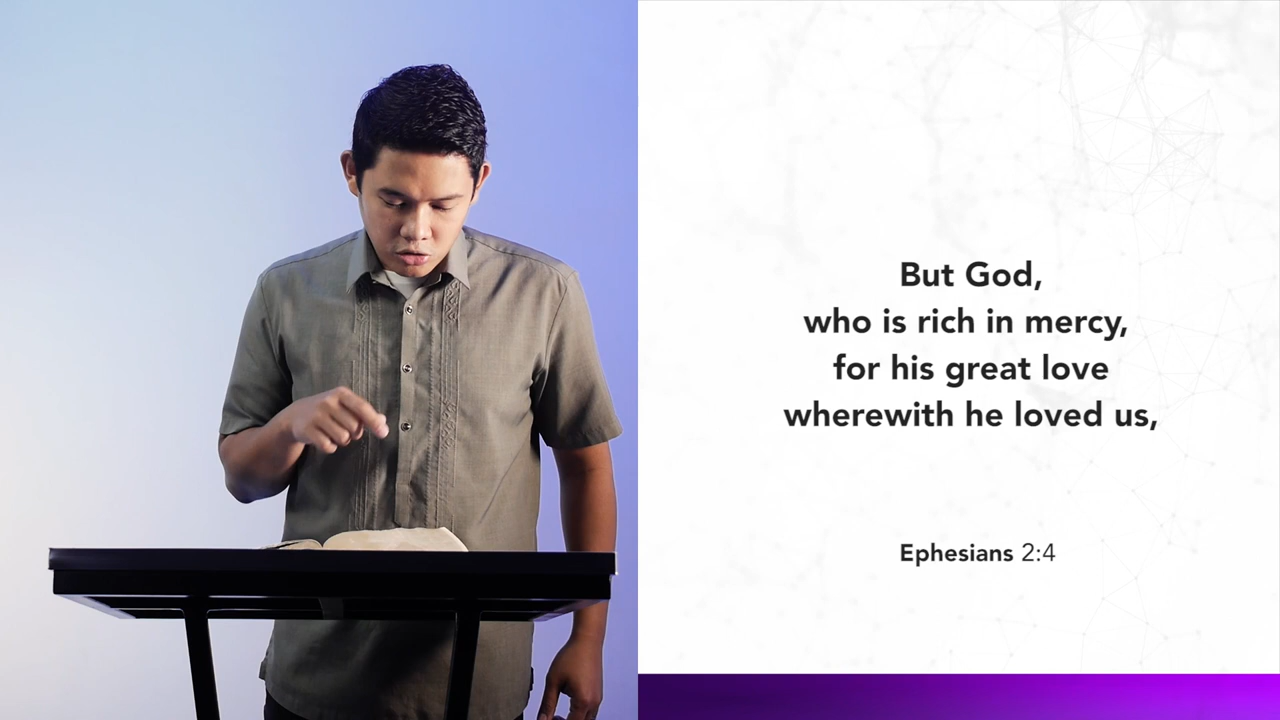 But God,
who is rich in mercy,
for his great love
wherewith he loved us,
Ephesians 2:4